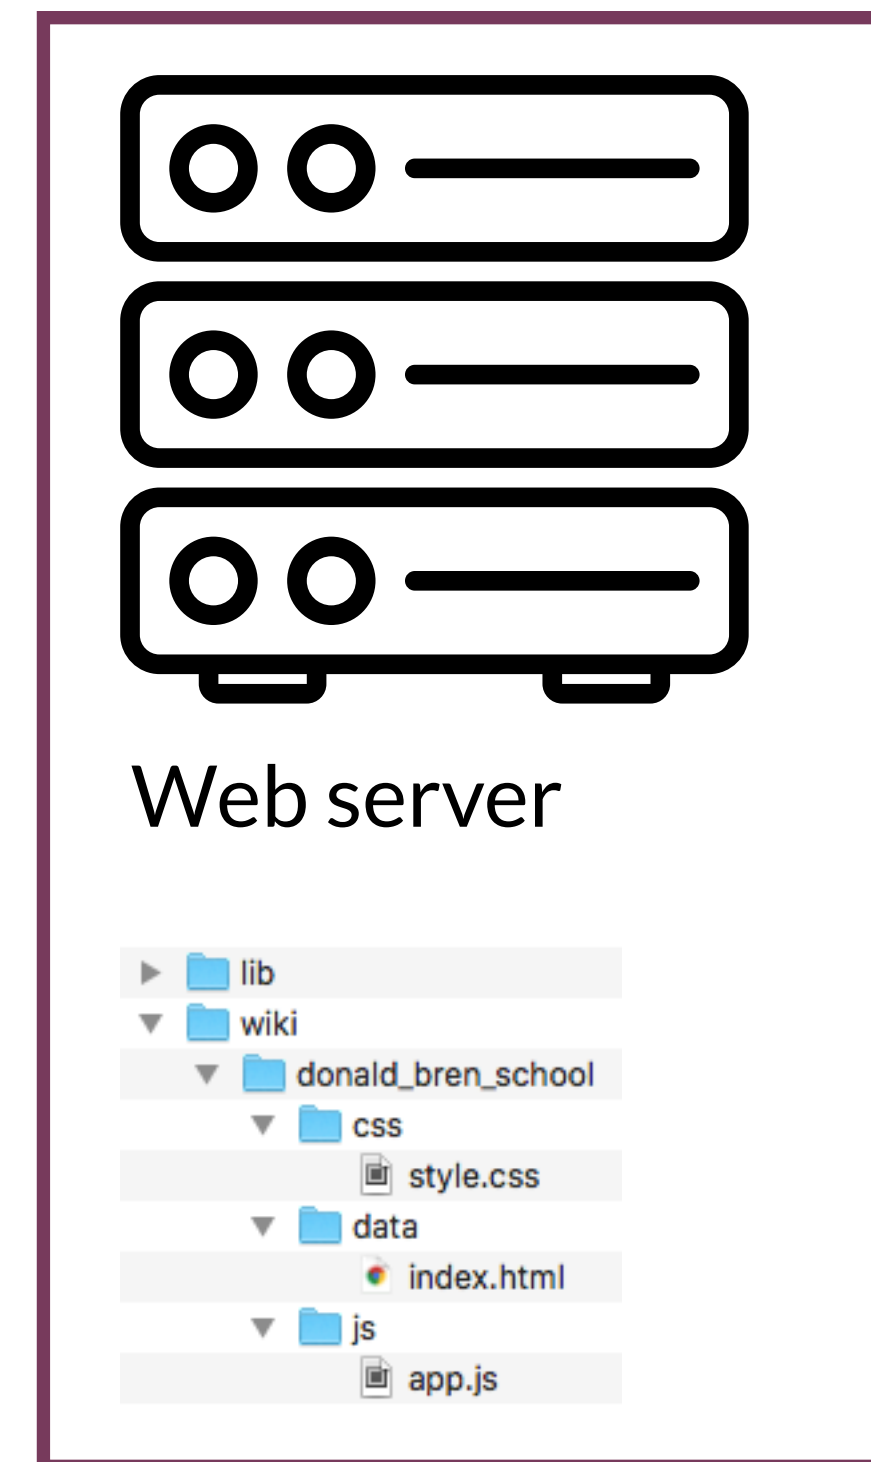 Web server
lib
wiki
donald_bren_school
css
style.css
data
index.html
js
app.js